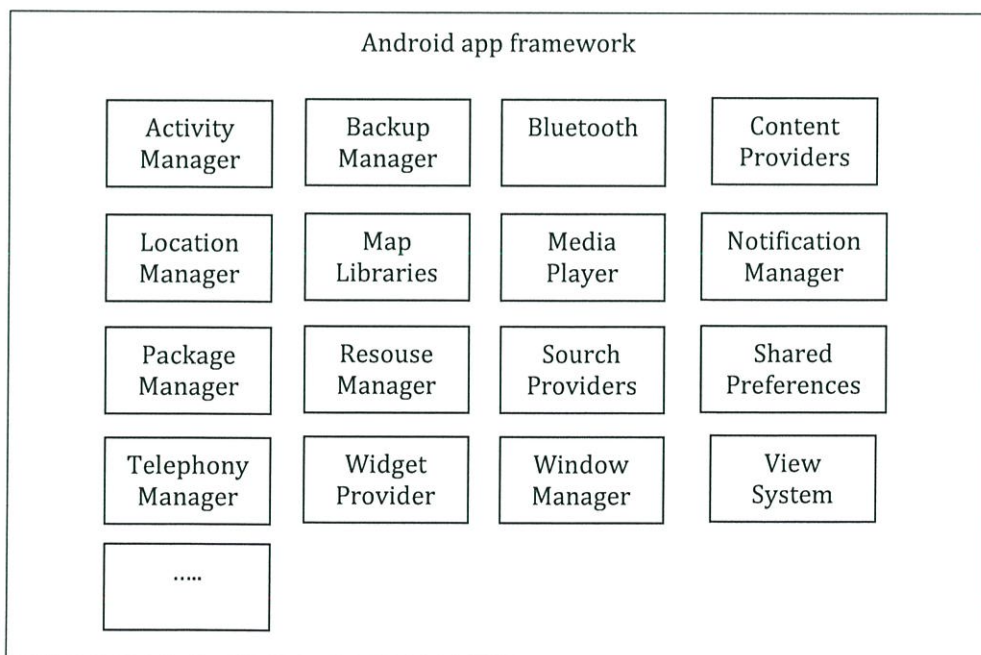 Android app framework
Activity
Manager
Backup
Manager
Bluetooth
Content
Providers
Location
Manager
Map
Libraries
Media
Player
Notification
Manager
Package
Manager
Resouse
Manager
Sourch
Providers
Shared
Preferences
Telephony
Manager
Widget
Provider
Window
Manager
View
System
.....